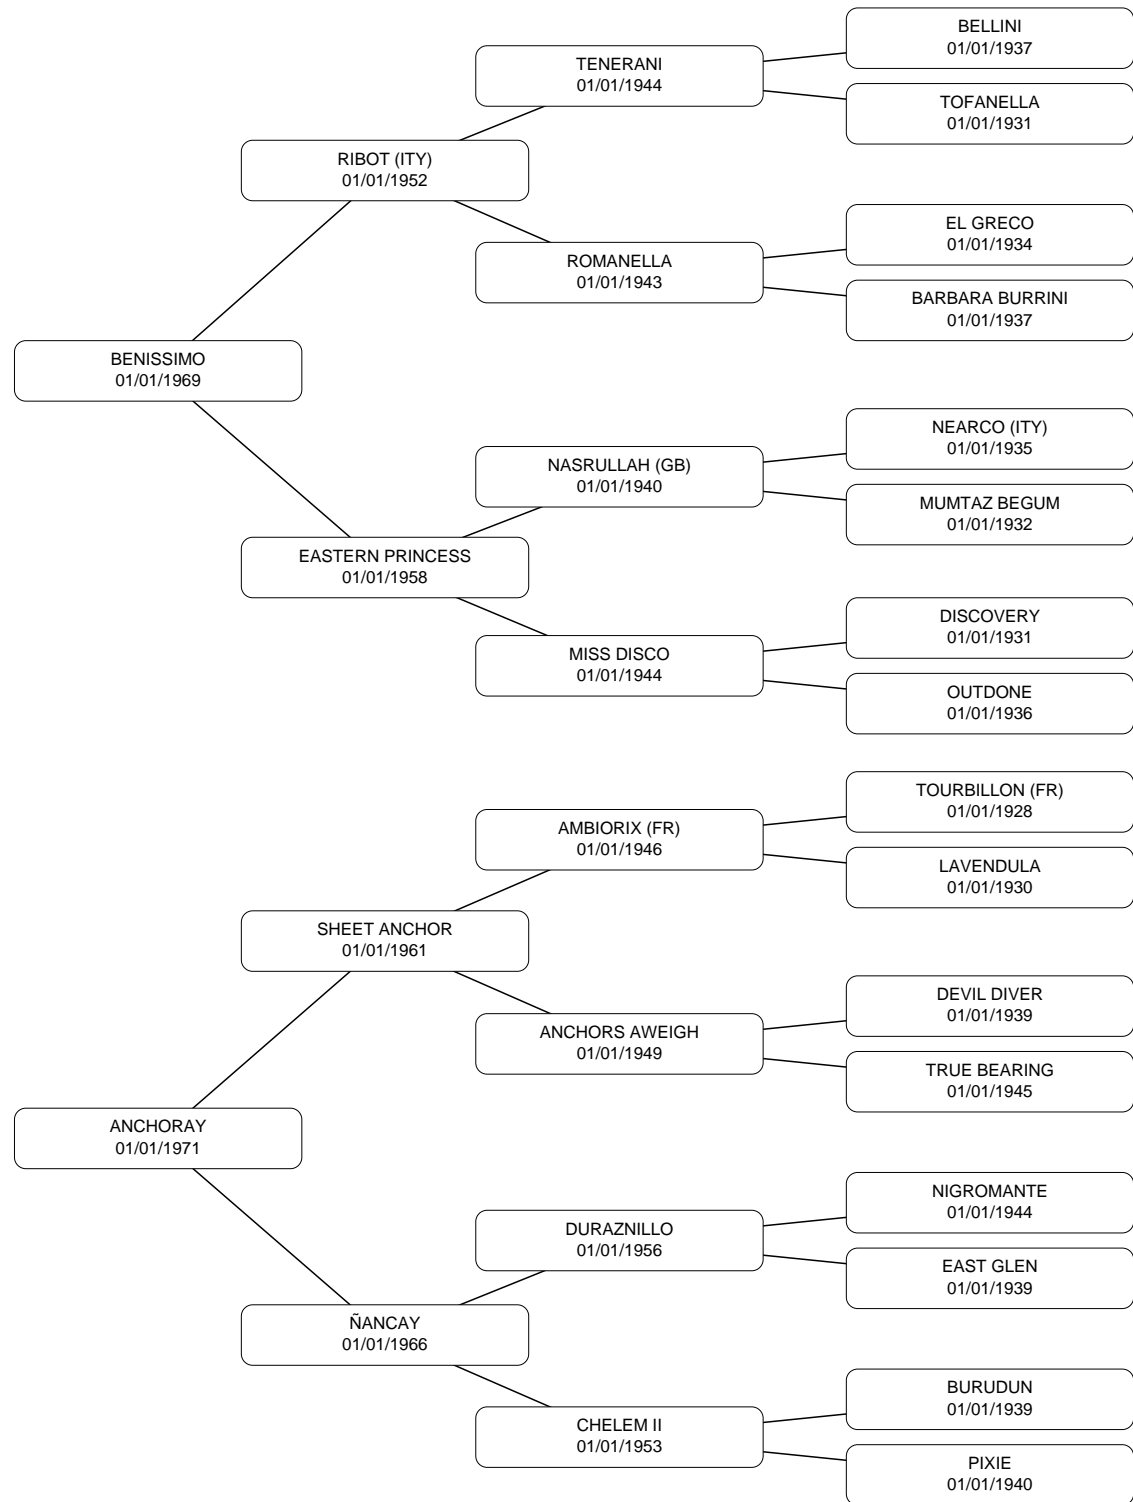 BELLINI
01/01/1937
TENERANI
01/01/1944
TOFANELLA
01/01/1931
RIBOT (ITY)
01/01/1952
EL GRECO
01/01/1934
ROMANELLA
01/01/1943
BARBARA BURRINI
01/01/1937
BENISSIMO
01/01/1969
NEARCO (ITY)
01/01/1935
NASRULLAH (GB)
01/01/1940
MUMTAZ BEGUM
01/01/1932
EASTERN PRINCESS
01/01/1958
DISCOVERY
01/01/1931
MISS DISCO
01/01/1944
OUTDONE
01/01/1936
TOURBILLON (FR)
01/01/1928
AMBIORIX (FR)
01/01/1946
LAVENDULA
01/01/1930
SHEET ANCHOR
01/01/1961
DEVIL DIVER
01/01/1939
ANCHORS AWEIGH
01/01/1949
TRUE BEARING
01/01/1945
ANCHORAY
01/01/1971
NIGROMANTE
01/01/1944
DURAZNILLO
01/01/1956
EAST GLEN
01/01/1939
ÑANCAY
01/01/1966
BURUDUN
01/01/1939
CHELEM II
01/01/1953
PIXIE
01/01/1940